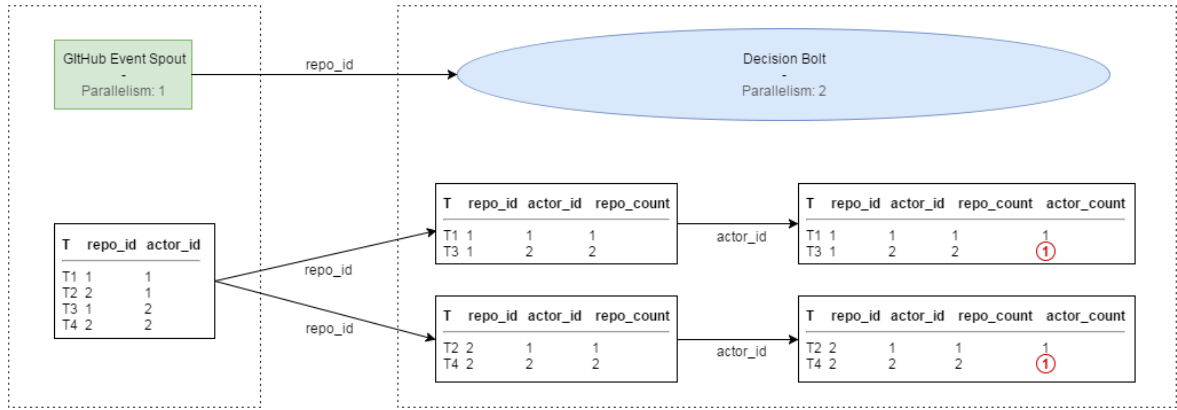 GItHub Event Spout
-
Parallelism: 1
repo_id
Decision Bolt
-
Parallelism: 2
T repo_id actor_id
T1 1 1
T2 2 1
T3 1 2
T4 2 2
repo_id
repo_id
T repo_id actor_id repo_count
T1 1 1 1
T3 1 2 2
actor_id
T repo_id actor_id repo_count actor_count
T1 1 1 1 1
T3 1 2 2 1
T repo_id actor_id repo_count
T2 2 1 1
T4 2 2 2
actor_id
T repo_id actor_id repo_count actor_count
T2 2 1 1 1
T4 2 2 2 1